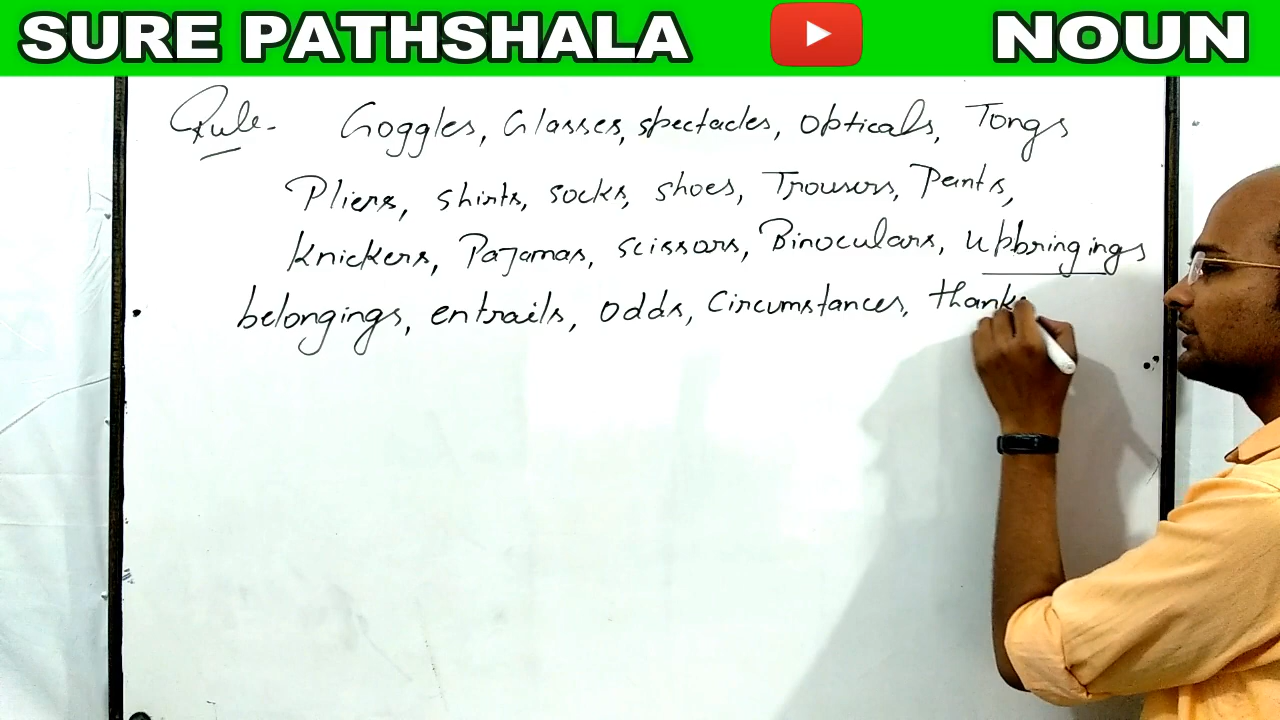 SURE PATHSHALA NOUN
Rule- Goggles, Glasses, spectacles, Opticals, Tongs
Pliers, shirts, socks, shoes, Trousers, Pants,
Knickers, Pajamas, scissors, Binoculars, upbringings
belongings, entrails, odds, Circumstances, thanks